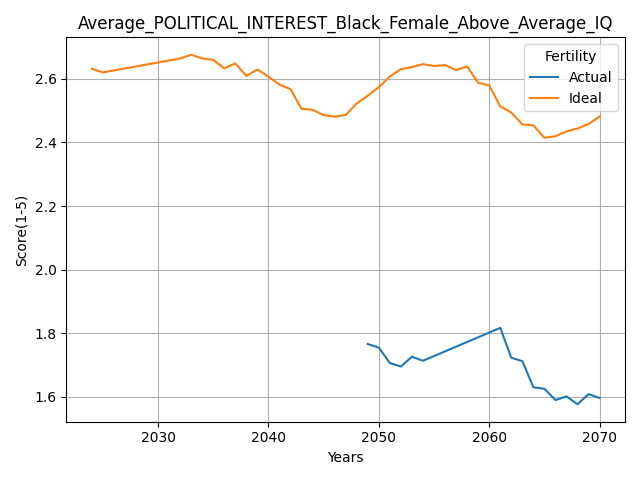 Average_POLITICAL_INTEREST_Black_Female_Above_Average_IQ
Fertility
Actual
Ideal
Score(1-5)
2.6
2.4
2.2
2.0
1.8
1.6
2030 2040 2050 2060 2070
Years